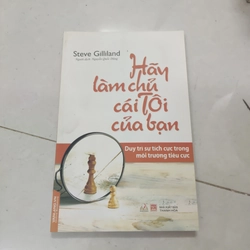 Steve Gilliland
Hãy
làm chủ
cái Tôi
của bạn
Duy trì sự tích cực trong
môi trường tiêu cực